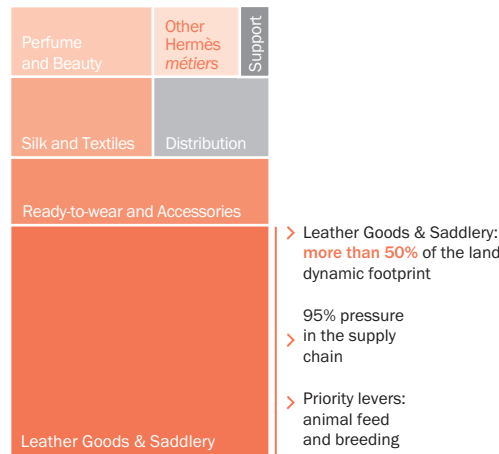 Perfume
and Beauty
Other
Hermès
métiers
Support
Silk and Textiles
Distribution
Ready-to-wear and Accessories
Leather Goods & Saddlery
Leather Goods & Saddlery:
more than 50% of the land
dynamic footprint
95% pressure
in the supply
chain
Priority levers:
animal feed
and breeding